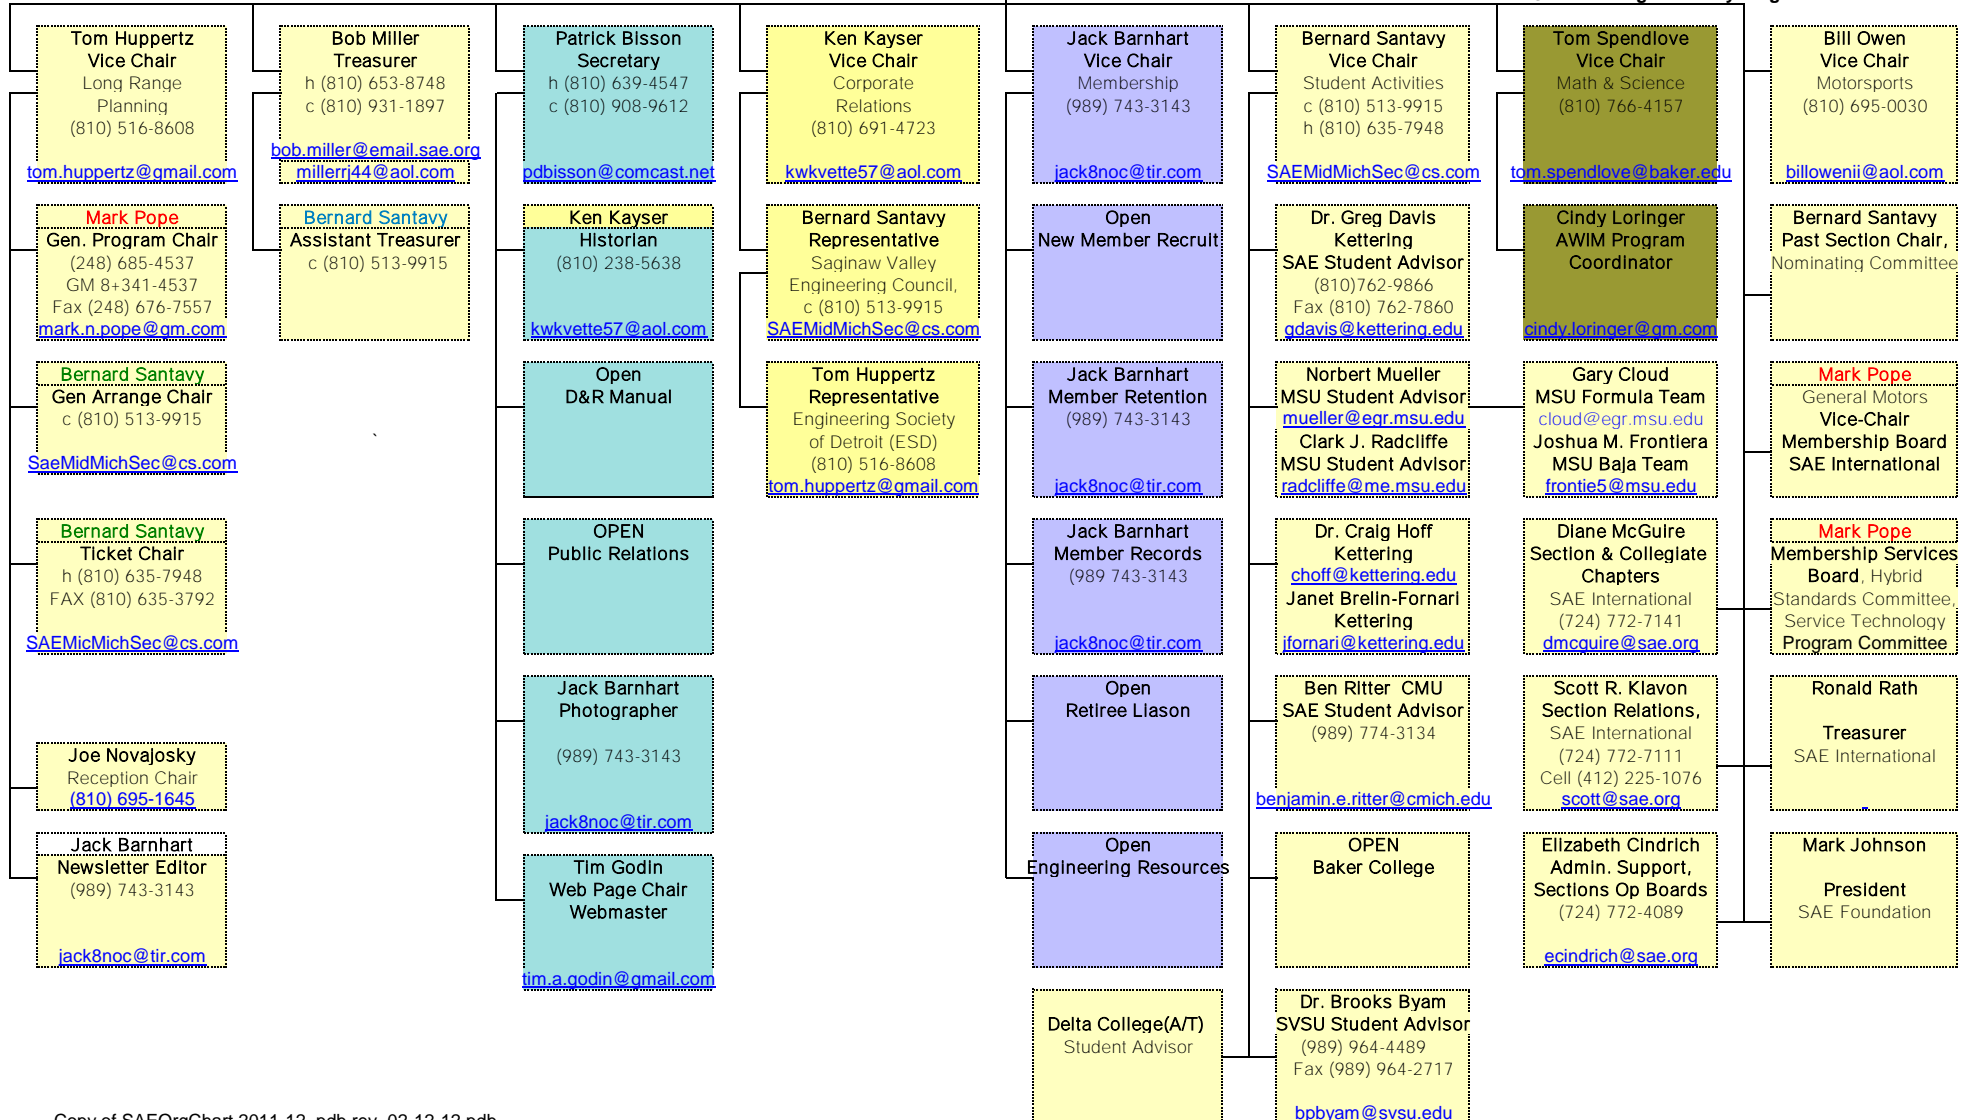 Tom Huppertz
Vice Chair
Long Range
Planning
(810) 516-8608
tom.huppertz@gmail.com
Mark Pope
Gen. Program Chair
(248) 685-4537
GM 8+341-4537
Fax (248) 676-7557
mark.n.pope@gm.com
Bernard Santavy
Gen Arrange Chair
c (810) 513-9915
SaeMidMichSec@cs.com
Bernard Santavy
Ticket Chair
h (810) 635-7948
FAX (810) 635-3792
SAEMicMichSec@cs.com
Joe Novajosky
Reception Chair
(810) 695-1645
Jack Barnhart
Newsletter Editor
(989) 743-3143
jack8noc@tir.com
Bob Miller
Treasurer
h (810) 653-8748
c (810) 931-1897
bob.miller@email.sae.org
millerrj44@aol.com
Bernard Santavy
Assistant Treasurer
c (810) 513-9915
`
Patrick Bisson
Secretary
h (810) 639-4547
c (810) 908-9612
pdbisson@comcast.net
Ken Kayser
Historian
(810) 238-5638
kwkvette57@aol.com
Open
D&R Manual
OPEN
Public Relations
Jack Barnhart
Photographer
(989) 743-3143
jack8noc@tir.com
Tim Godin
Web Page Chair
Webmaster
tim.a.godin@gmail.com
Ken Kayser
Vice Chair
Corporate
Relations
(810) 691-4723
kwkvette57@aol.com
Bernard Santavy
Representative
Saginaw Valley
Engineering Council,
c (810) 513-9915
SAEMidMichSec@cs.com
Tom Huppertz
Representative
Engineering Society
of Detroit (ESD)
(810) 516-8608
tom.huppertz@gmail.com
Jack Barnhart
Vice Chair
Membership
(989) 743-3143
jack8noc@tir.com
Open
New Member Recruit
Jack Barnhart
Member Retention
(989) 743-3143
jack8noc@tir.com
Jack Barnhart
Member Records
(989 743-3143
jack8noc@tir.com
Open
Retiree Liason
Open
Engineering Resources
Delta College(A/T)
Student Advisor
Bernard Santavy
Vice Chair
Student Activities
c (810) 513-9915
h (810) 635-7948
SAEMidMichSec@cs.com
Dr. Greg Davis
Kettering
SAE Student Advisor
(810)762-9866
Fax (810) 762-7860
gdavis@kettering.edu
Norbert Mueller
MSU Student Advisor
mueller@egr.msu.edu
Clark J. Radcliffe
MSU Student Advisor
radcliffe@me.msu.edu
Dr. Craig Hoff
Kettering
choff@kettering.edu
Janet Brelin-Fornari
Kettering
jfornari@kettering.edu
Ben Ritter CMU
SAE Student Advisor
(989) 774-3134
benjamin.e.ritter@cmich.edu
OPEN
Baker College
Dr. Brooks Byam
SVSU Student Advisor
(989) 964-4489
Fax (989) 964-2717
bpbyam@svsu.edu
Tom Spendlove
Vice Chair
Math & Science
(810) 766-4157
tom.spendlove@baker.edu
Cindy Loringer
AWIM Program
Coordinator
cindy.loringer@gm.com
Gary Cloud
MSU Formula Team
cloud@egr.msu.edu
Joshua M. Frontiera
MSU Baja Team
frontie5@msu.edu
Diane McGuire
Section & Collegiate
Chapters
SAE International
(724) 772-7141
dmcguire@sae.org
Scott R. Klavon
Section Relations,
SAE International
(724) 772-7111
Cell (412) 225-1076
scott@sae.org
Elizabeth Cindrich
Admin. Support,
Sections Op Boards
(724) 772-4089
ecindrich@sae.org
Bill Owen
Vice Chair
Motorsports
(810) 695-0030
billowenii@aol.com
Bernard Santavy
Past Section Chair,
Nominating Committee
Mark Pope
General Motors
Vice-Chair
Membership Board
SAE International
Mark Pope
Membership Services
Board, Hybrid
Standards Committee,
Service Technology
Program Committee
Ronald Rath
Treasurer
SAE International
Mark Johnson
President
SAE Foundation
Copy of SAEOrgChart 2011-12 pdb rev 02-12-12 pdb